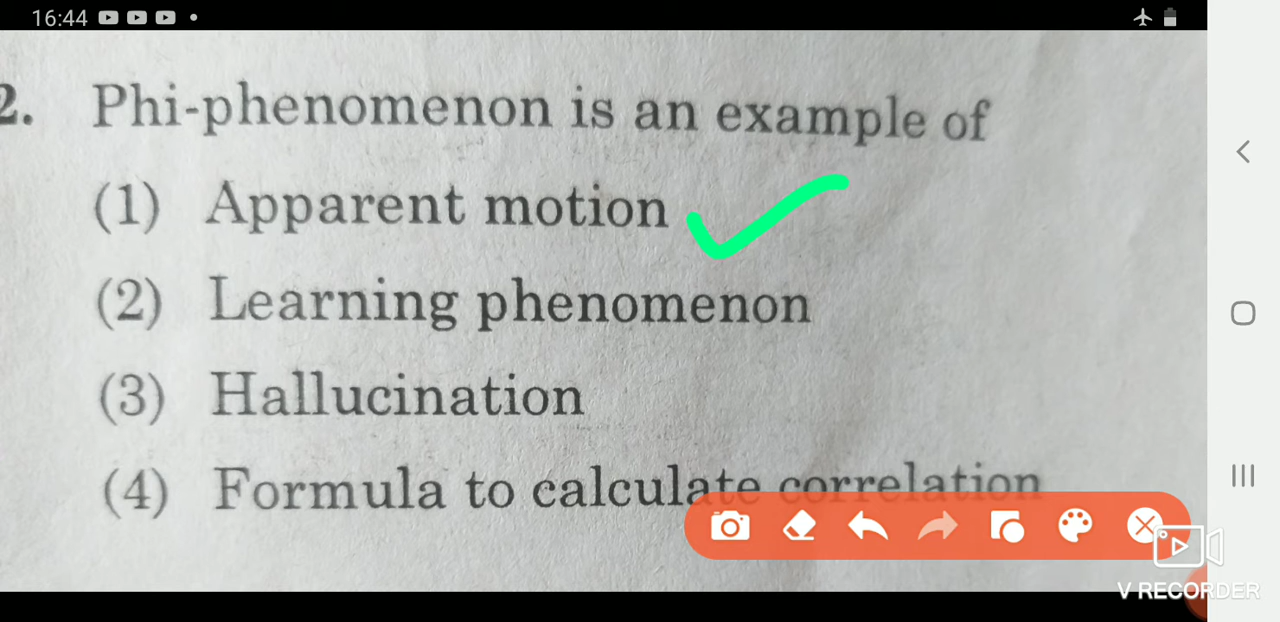 16:44
2. Phi-phenomenon is an example of
(1) Apparent motion
(2) Learning phenomenon
(3) Hallucination
(4) Formula to calculate correlation
V RECORDER